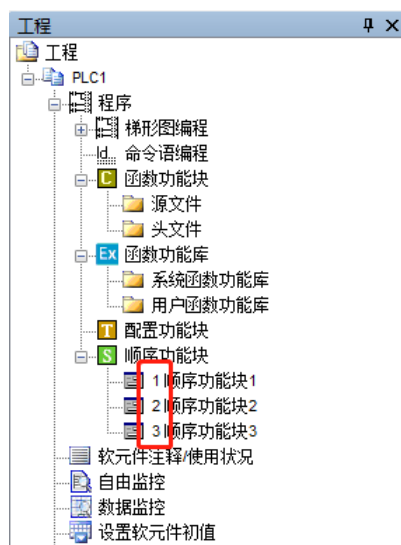 工程
工程
PLC1
程序
梯形图编程
Id 命令语编程
C 函数功能块
源文件
头文件
Ex 函数功能库
系统函数功能库
用户函数功能库
T 配置功能块
S 顺序功能块
1 顺序功能块1
2 顺序功能块2
3 顺序功能块3
软元件注释/使用状况
自由监控
数据监控
设置软元件初值